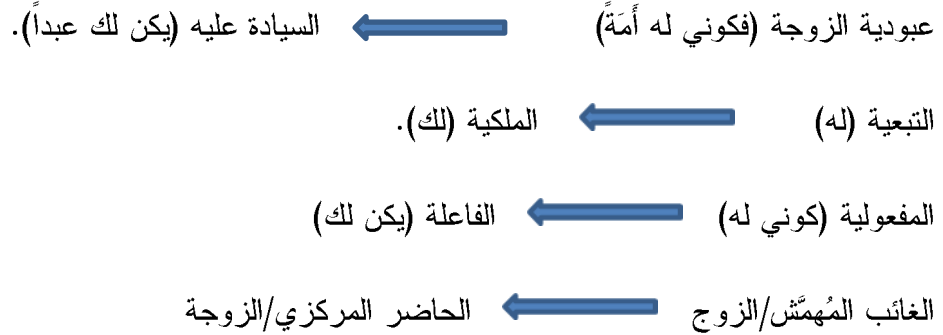 عبودية الزوجة (فكوني له أَمَةً) السيادة عليه (يكن لك عبداً).
التبعية (له) الملكية (لك).
المفعولية (كوني له) الفاعلة (يكن لك)
الغائب المُهمَّش/الزوج الحاضر المركزي/الزوجة